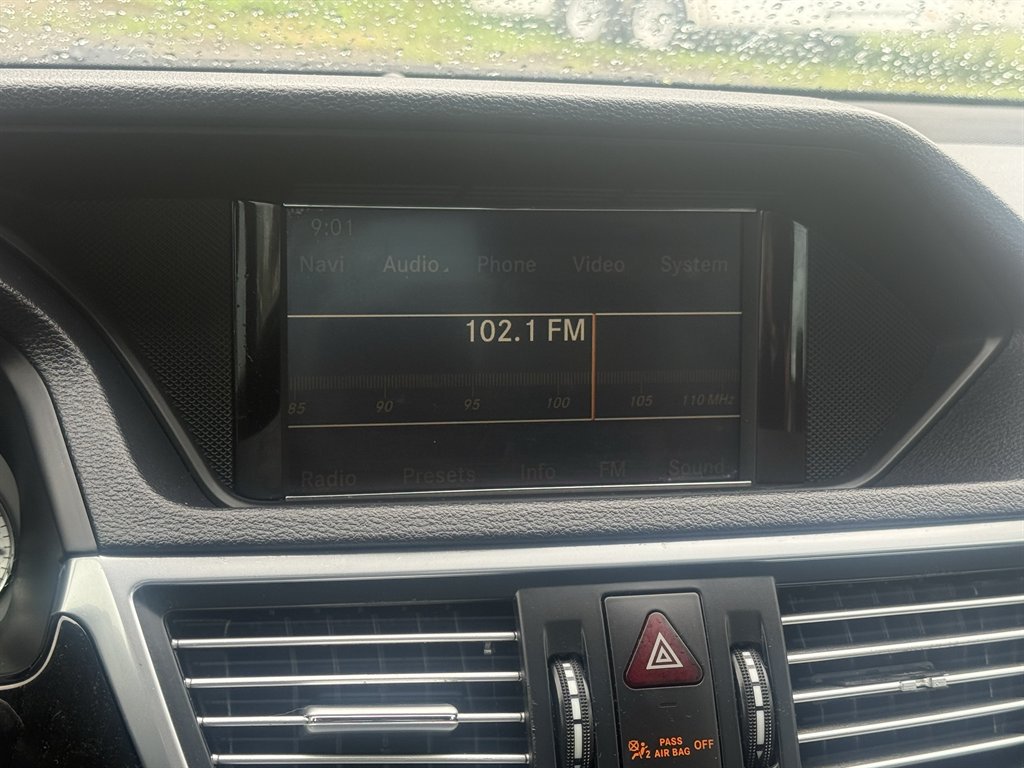 9:01
Navi Audio Phone Video System
102.1 FM
85 90 95 100 105 110 MHz
Radio Presets Info FM Sound
PASS AIR BAG 2 OFF